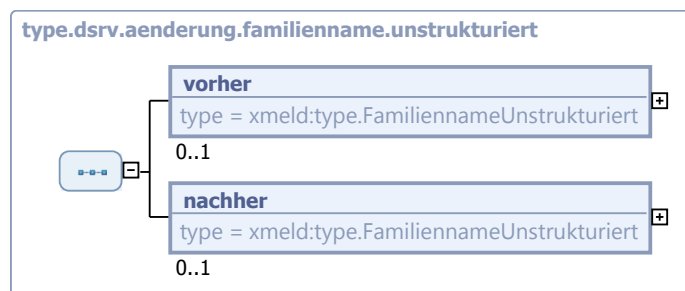 type.dsrv.aenderung.familienname.unstrukturiert
vorher
type = xmeld:type.FamiliennameUnstrukturiert
0..1
nachher
type = xmeld:type.FamiliennameUnstrukturiert
0..1